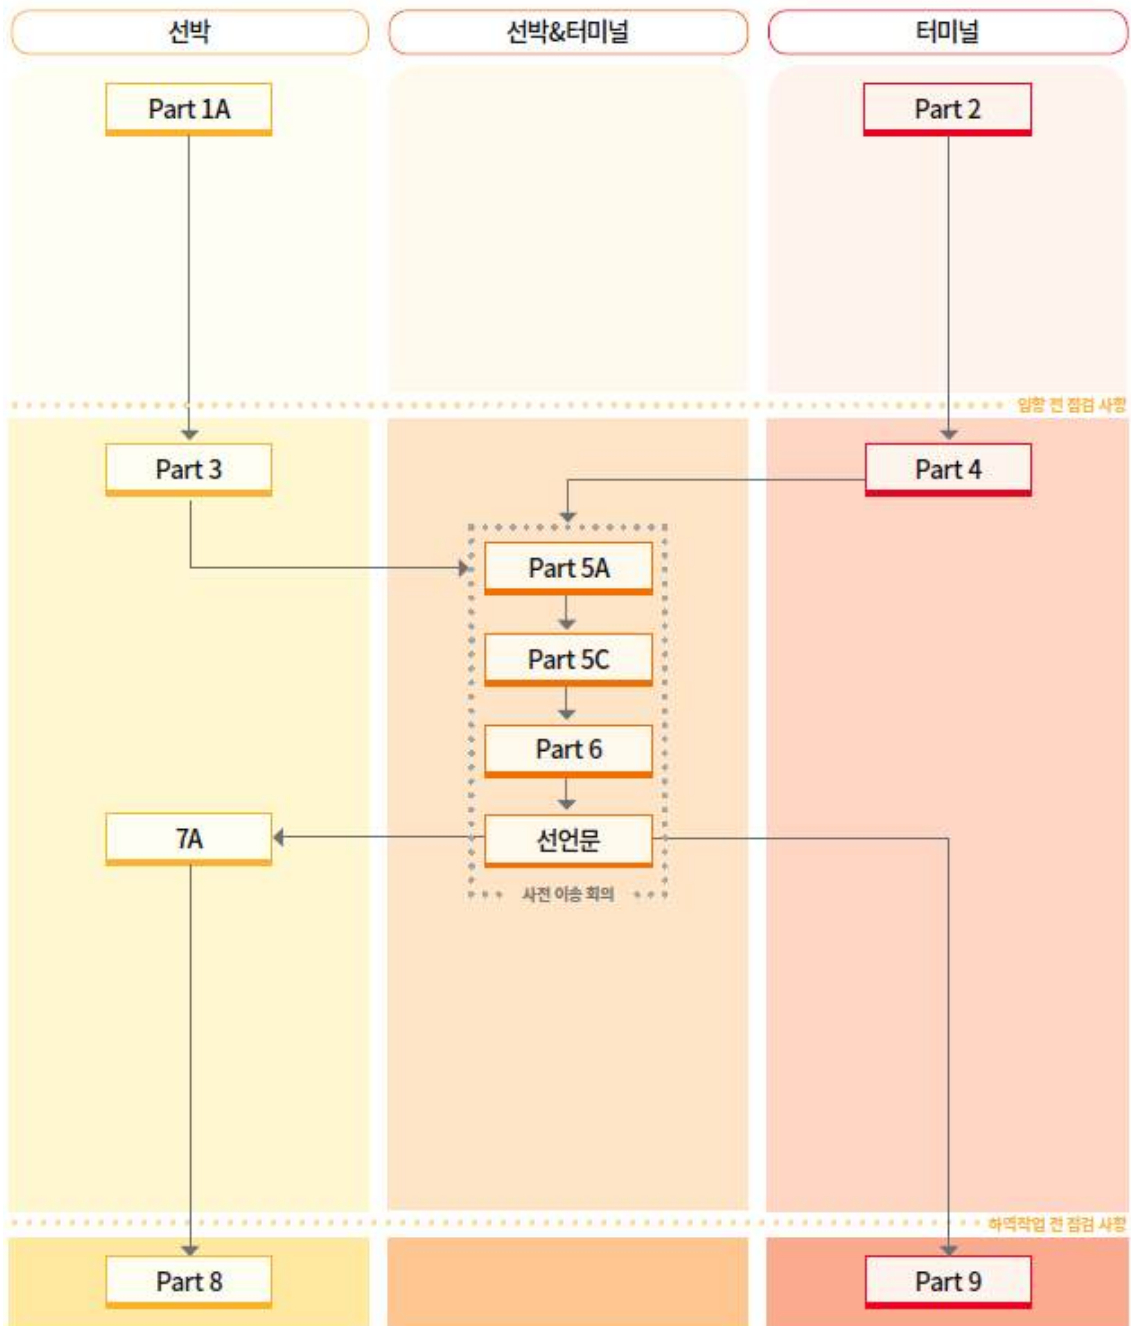 선박
선박&터미널
터미널
Part 1A
Part 2
입항 전 점검 사항
Part 3
Part 4
Part 5A
Part 5C
Part 6
7A
선언문
사전 이송 회의
하역작업 전 점검 사항
Part 8
Part 9